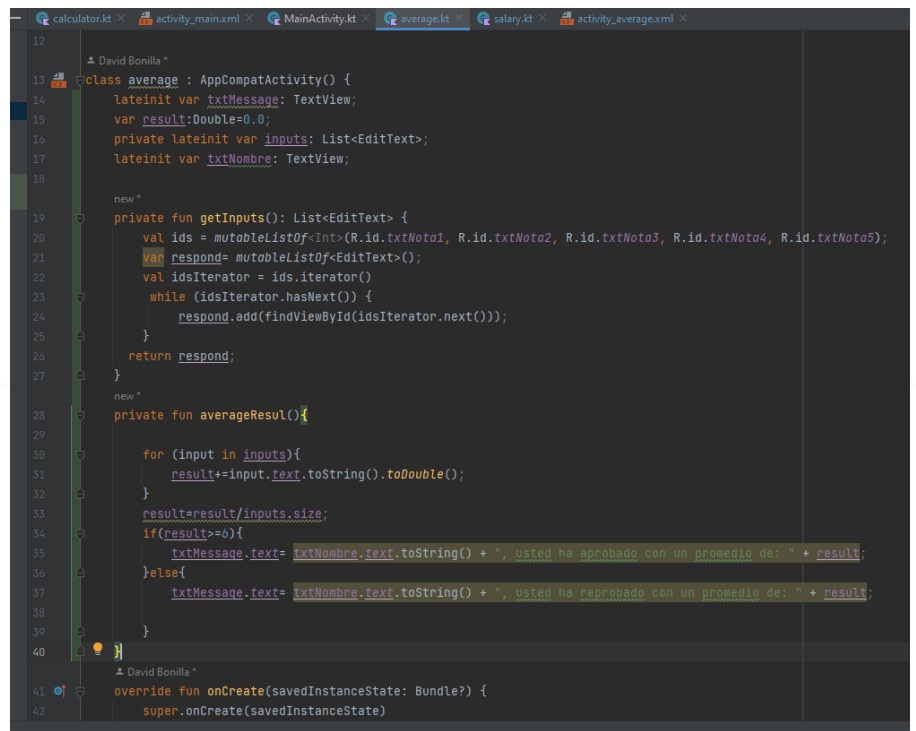 calculator.kt
activity_main.xml
MainActivity.kt
average.kt
salary.kt
activity_average.xml
12
David Bonilla *
13 class average : AppCompatActivity() {
14 lateinit var txtMessage: TextView;
15 var result:Double=0.0;
16 private lateinit var inputs: List<EditText>;
17 lateinit var txtNombre: TextView;
18
new *
19 private fun getInputs(): List<EditText> {
20 val ids = mutableListOf<Int>(R.id.txtNota1, R.id.txtNota2, R.id.txtNota3, R.id.txtNota4, R.id.txtNota5);
21 var respond= mutableListOf<EditText>();
22 val idsIterator = ids.iterator()
23 while (idsIterator.hasNext()) {
24 respond.add(findViewById(idsIterator.next()));
25 }
26 return respond;
27 }
new *
28 private fun averageResul(){
29
30 for (input in inputs){
31 result+=input.text.toString().toDouble();
32 }
33 result=result/inputs.size;
34 if(result>=6){
35 txtMessage.text= txtNombre.text.toString() + ", usted ha aprobado con un promedio de: " + result;
36 }else{
37 txtMessage.text= txtNombre.text.toString() + ", usted ha reprobado con un promedio de: " + result;
38
39 }
40 }
David Bonilla *
41 override fun onCreate(savedInstanceState: Bundle?) {
42 super.onCreate(savedInstanceState)